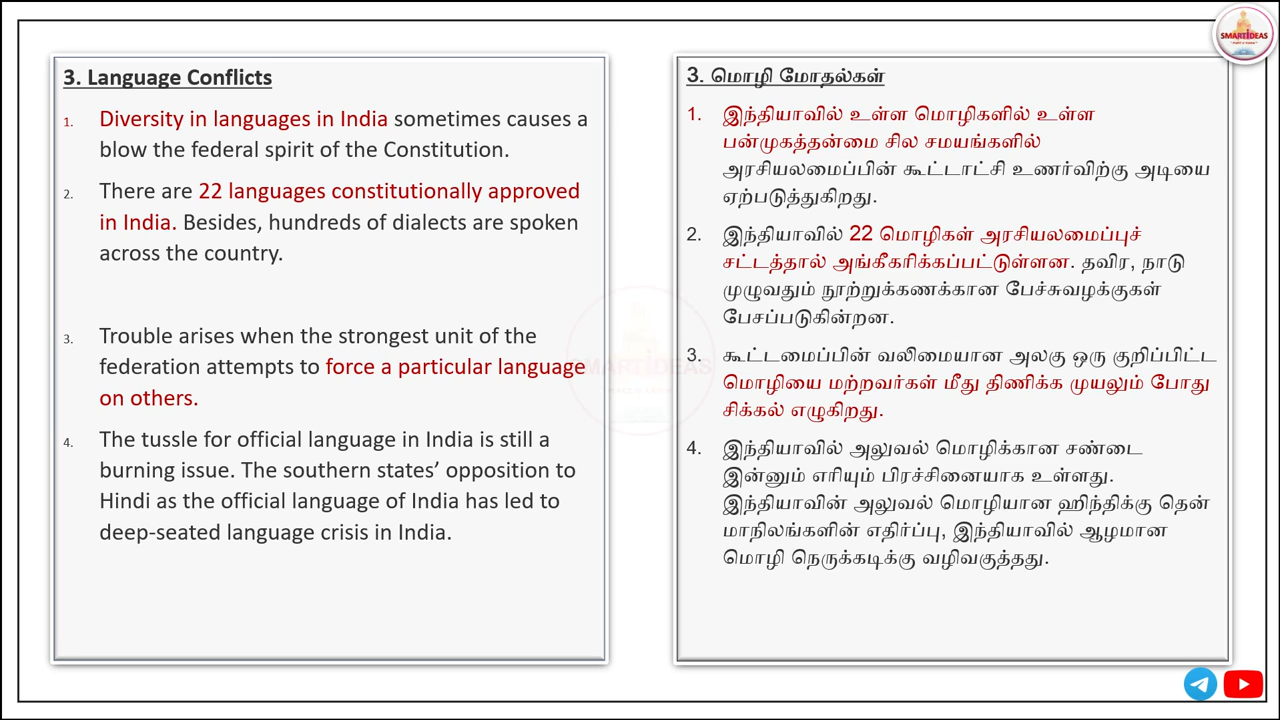 SMARTIDEAS
3. Language Conflicts
1. Diversity in languages in India sometimes causes a
blow the federal spirit of the Constitution.
2. There are 22 languages constitutionally approved
in India. Besides, hundreds of dialects are spoken
across the country.
3. Trouble arises when the strongest unit of the
federation attempts to force a particular language
on others.
4. The tussle for official language in India is still a
burning issue. The southern states’ opposition to
Hindi as the official language of India has led to
deep-seated language crisis in India.
3. மொழி மோதல்கள்
1. இந்தியாவில் உள்ள மொழிகளில் உள்ள
பன்முகத்தன்மை சில சமயங்களில்
அரசியலமைப்பின் கூட்டாட்சி உணர்விற்கு அடியை
ஏற்படுத்துகிறது.
2. இந்தியாவில் 22 மொழிகள் அரசியலமைப்புச்
சட்டத்தால் அங்கீகரிக்கப்பட்டுள்ளன. தவிர, நாடு
முழுவதும் நூற்றுக்கணக்கான பேச்சுவழக்குகள்
பேசப்படுகின்றன.
3. கூட்டமைப்பின் வலிமையான அலகு ஒரு குறிப்பிட்ட
மொழியை மற்றவர்கள் மீது திணிக்க முயலும் போது
சிக்கல் எழுகிறது.
4. இந்தியாவில் அலுவல் மொழிக்கான சண்டை
இன்னும் எரியும் பிரச்சினையாக உள்ளது.
இந்தியாவின் அலுவல் மொழியான ஹிந்திக்கு தென்
மாநிலங்களின் எதிர்ப்பு, இந்தியாவில் ஆழமான
மொழி நெருக்கடிக்கு வழிவகுத்தது.
SMARTIDEAS